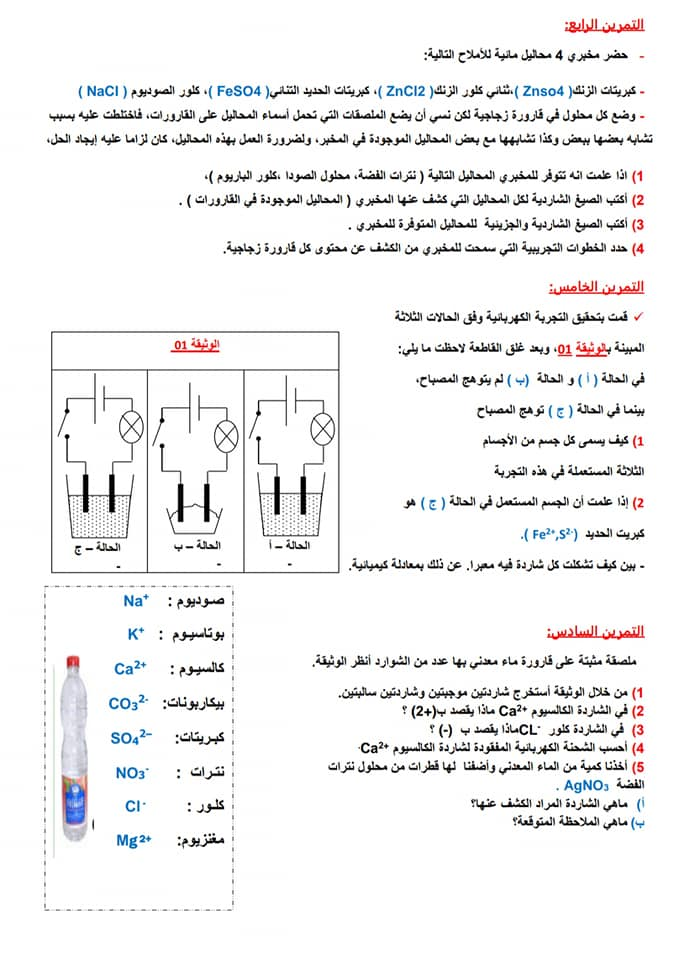 التمرين الرابع:
- حضر مخبري 4 محاليل مائية للأملاح التالية:
- كبريتات الزنك( Znso4 )،ثنائي كلور الزنك( ZnCl2 )، كبريتات الحديد الثنائي( FeSO4 )، كلور الصوديوم ( NaCl )
- وضع كل محلول في قارورة زجاجية لكن نسي أن يضع الملصقات التي تحمل أسماء المحاليل على القارورات، فاختلطت عليه بسبب
تشابه بعضها ببعض وكذا تشابهها مع بعض المحاليل الموجودة في المخبر، ولضرورة العمل بهذه المحاليل، كان لزاما عليه إيجاد الحل،
1) اذا علمت انه تتوفر للمخبري المحاليل التالية ( نترات الفضة، محلول الصودا ،كلور الباريوم )،
2) أكتب الصيغ الشاردية لكل المحاليل التي كشف عنها المخبري ( المحاليل الموجودة في القارورات ) .
3) أكتب الصيغ الشاردية والجزيئية للمحاليل المتوفرة للمخبري .
4) حدد الخطوات التجريبية التي سمحت للمخبري من الكشف عن محتوى كل قارورة زجاجية.
التمرين الخامس:
✓ قمت بتحقيق التجربة الكهربائية وفق الحالات الثلاثة
المبينة بالوثيقة 01، وبعد غلق القاطعة لاحظت ما يلي:
في الحالة ( أ ) و الحالة (ب ) لم يتوهج المصباح،
بينما في الحالة ( ج ) توهج المصباح
1) كيف يسمى كل جسم من الأجسام
الثلاثة المستعملة في هذه التجربة
2) إذا علمت أن الجسم المستعمل في الحالة ( ج ) هو
كبريت الحديد (Fe²⁺,S²⁻ ).
- بين كيف تشكلت كل شاردة فيه معبرا. عن ذلك بمعادلة كيميائية.
الوثيقة 01
الحالة – أ
-
الحالة – ب
-
الحالة – ج
-
التمرين السادس:
ملصقة مثبتة على قارورة ماء معدني بها عدد من الشوارد أنظر الوثيقة.
1) من خلال الوثيقة أستخرج شاردتين موجبتين وشاردتين سالبتين.
2) في الشاردة الكالسيوم Ca²⁺ ماذا يقصد ب(+2) ؟
3) في الشاردة كلور CL⁻ماذا يقصد ب (-) ؟
4) أحسب الشحنة الكهربائية المفقودة لشاردة الكالسيوم Ca²⁺.
5) أخذنا كمية من الماء المعدني وأضفنا لها قطرات من محلول نترات
الفضة AgNO₃ .
أ) ماهي الشاردة المراد الكشف عنها؟
ب) ماهي الملاحظة المتوقعة؟
صوديوم : Na⁺
بوتاسيوم : K⁺
كالسيوم : Ca²⁺
بيكاربونات: CO₃²⁻
كبريتات: SO₄²⁻
نترات : NO₃⁻
كلور : Cl⁻
مغنزيوم: Mg²⁺